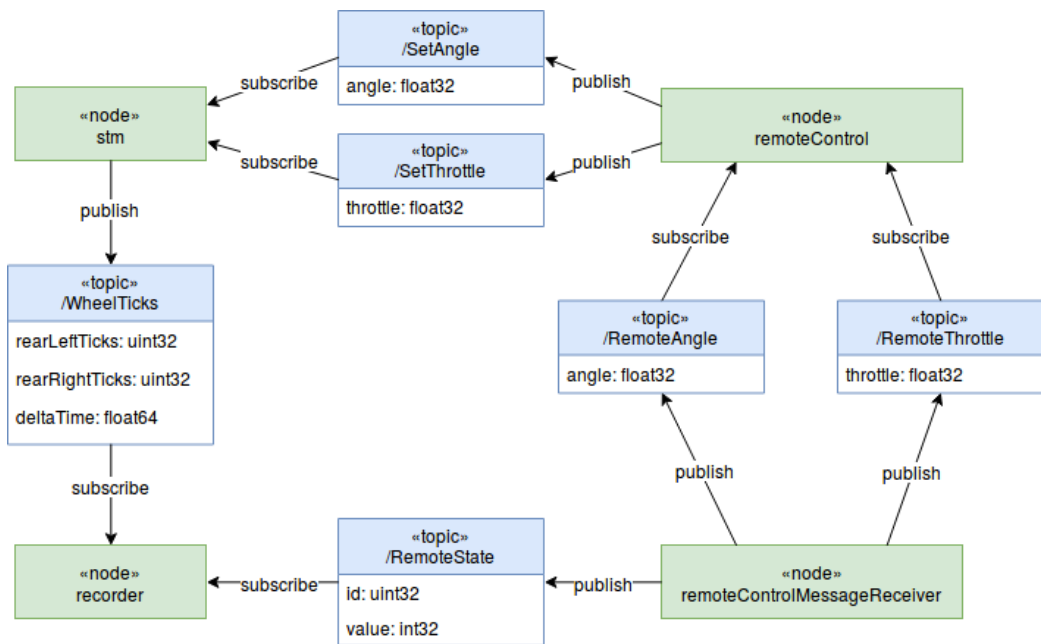 «topic»
/SetAngle
angle: float32
subscribe
publish
«node»
stm
«node»
remoteControl
«topic»
/SetThrottle
throttle: float32
subscribe
publish
publish
subscribe
subscribe
«topic»
/WheelTicks
rearLeftTicks: uint32
rearRightTicks: uint32
deltaTime: float64
«topic»
/RemoteAngle
angle: float32
«topic»
/RemoteThrottle
throttle: float32
subscribe
publish
publish
«node»
recorder
subscribe
«topic»
/RemoteState
id: uint32
value: int32
publish
«node»
remoteControlMessageReceiver